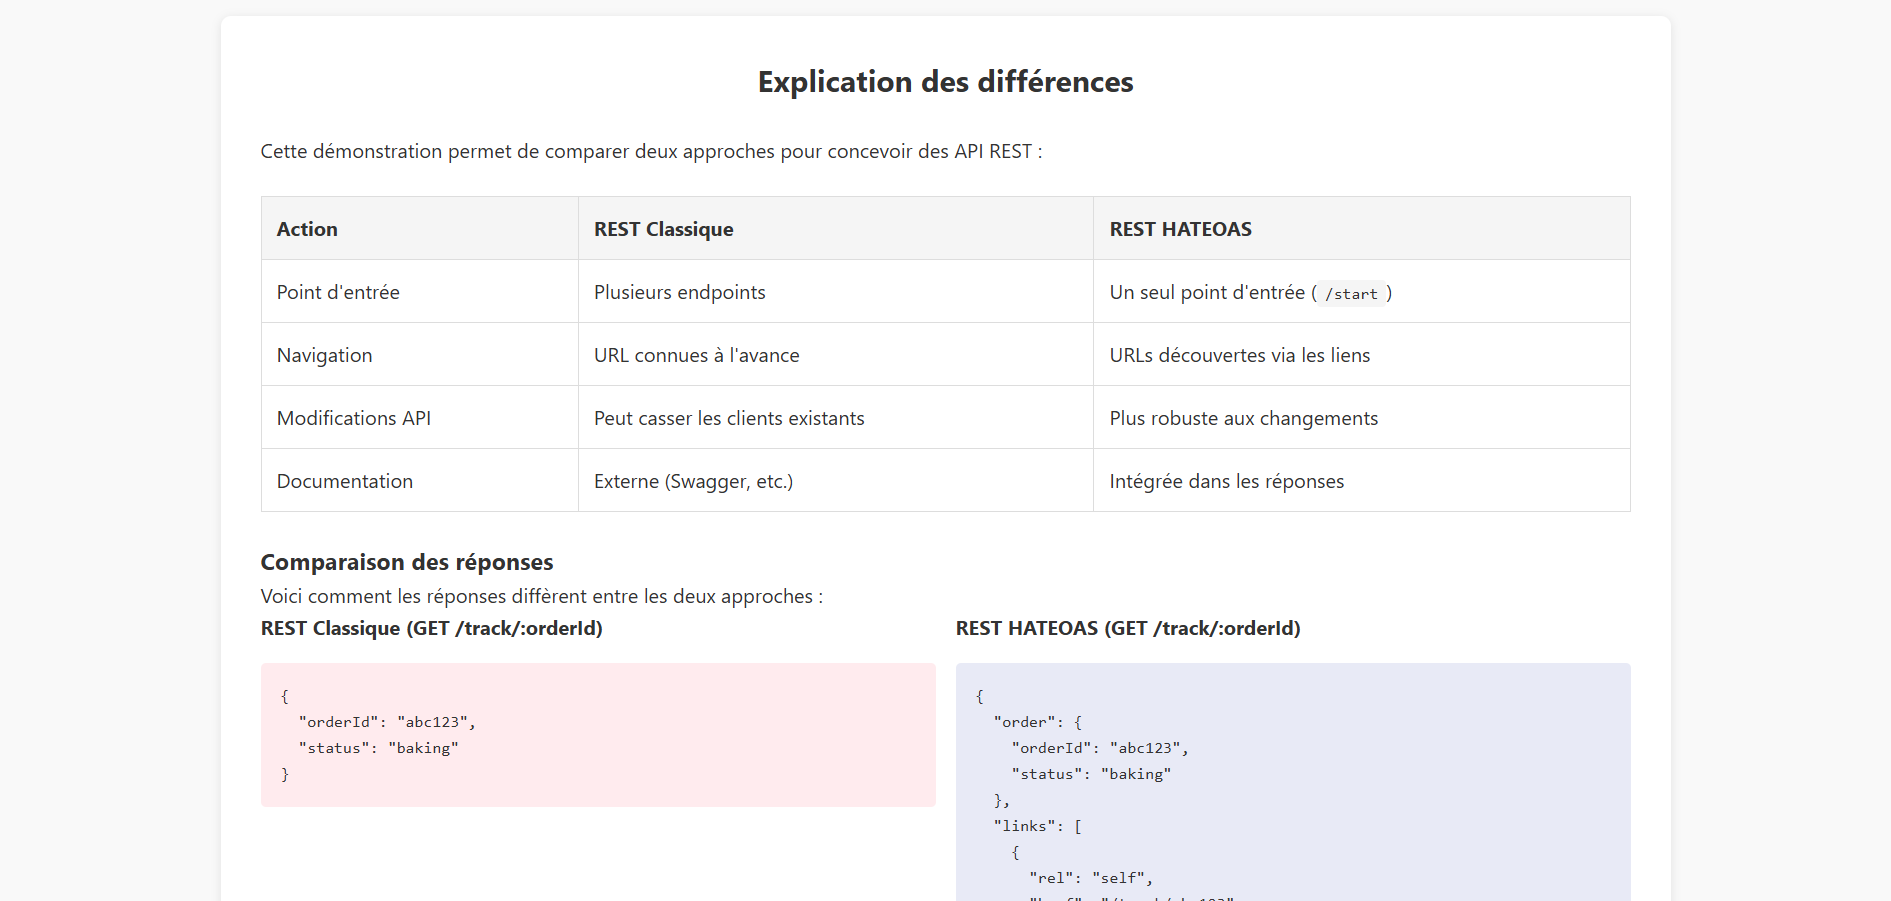 Explication des différences
Cette démonstration permet de comparer deux approches pour concevoir des API REST :
Action REST Classique REST HATEOAS
Point d'entrée Plusieurs endpoints Un seul point d'entrée ( /start )
Navigation URL connues à l'avance URLs découvertes via les liens
Modifications API Peut casser les clients existants Plus robuste aux changements
Documentation Externe (Swagger, etc.) Intégrée dans les réponses
Comparaison des réponses
Voici comment les réponses diffèrent entre les deux approches :
REST Classique (GET /track/:orderId)
{
  "orderId": "abc123",
  "status": "baking"
}
REST HATEOAS (GET /track/:orderId)
{
  "order": {
    "orderId": "abc123",
    "status": "baking"
  },
  "links": [
    {
      "rel": "self",